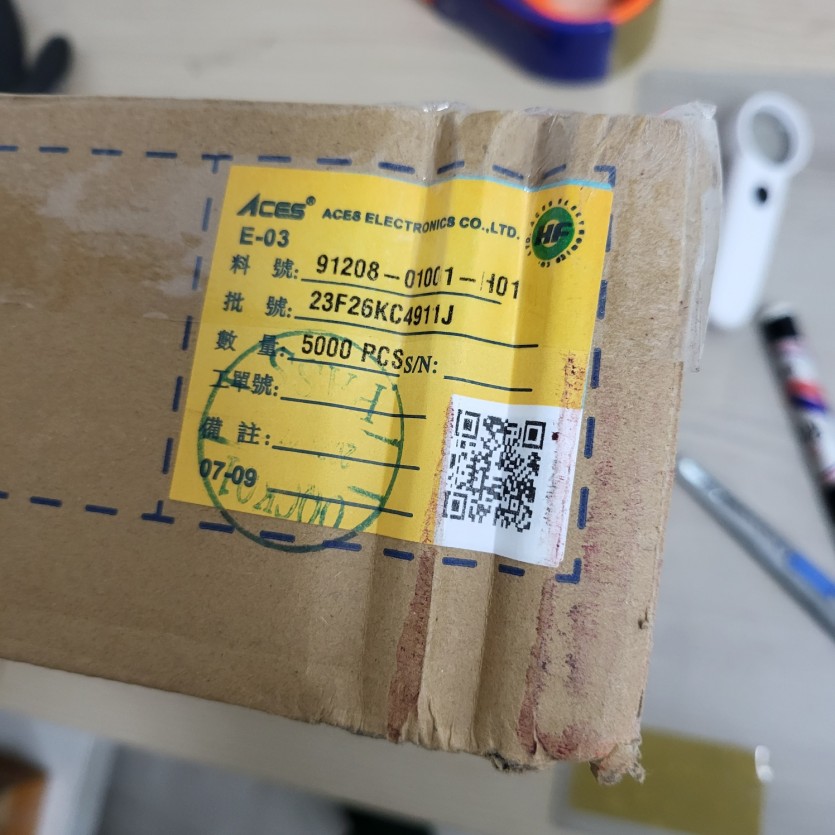 ACES® ACES ELECTRONICS CO.,LTD.
HF
E-03
料 號: 91208-01001-H01
批 號: 23F26KC4911J
數 量: 5000 PCS S/N:
工單號:
備 註:
07-09